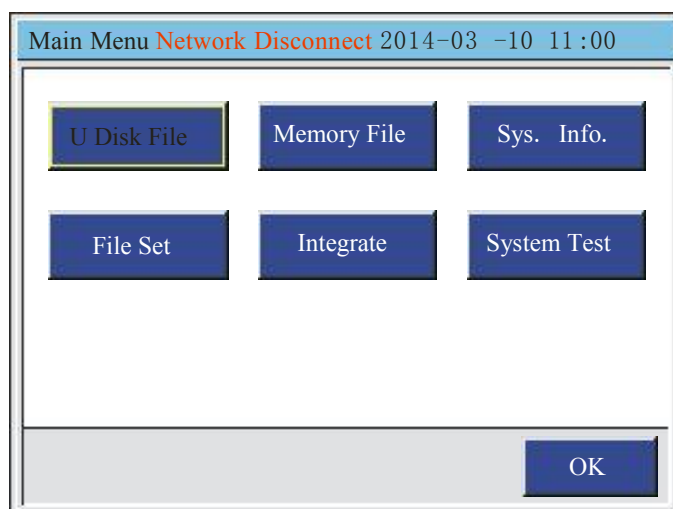 Main Menu Network Disconnect 2014-03 -10 11:00
U Disk File Memory File Sys. Info.
File Set Integrate System Test
OK